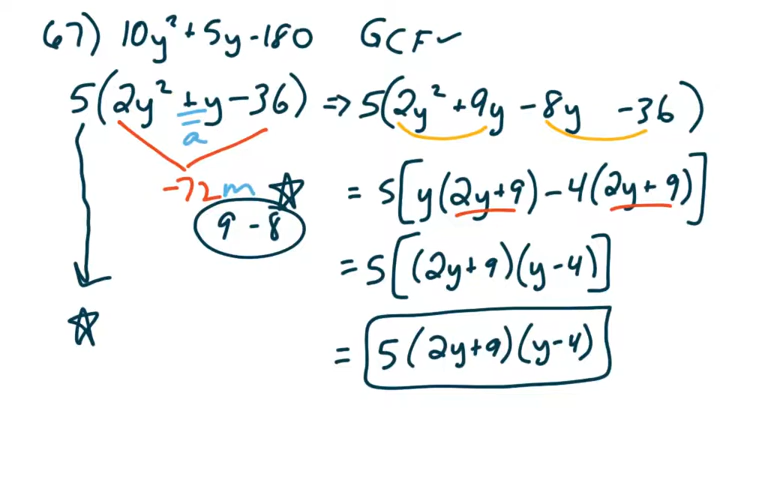 67) 10y² + 5y - 180 GCF ✓
5(2y² + y - 36) ⇒ 5(2y² + 9y - 8y - 36)
a
-72 m ☆
= 5[y(2y+9) - 4(2y+9)]
9 - 8
= 5[(2y+9)(y-4)]
☆
= 5(2y+9)(y-4)